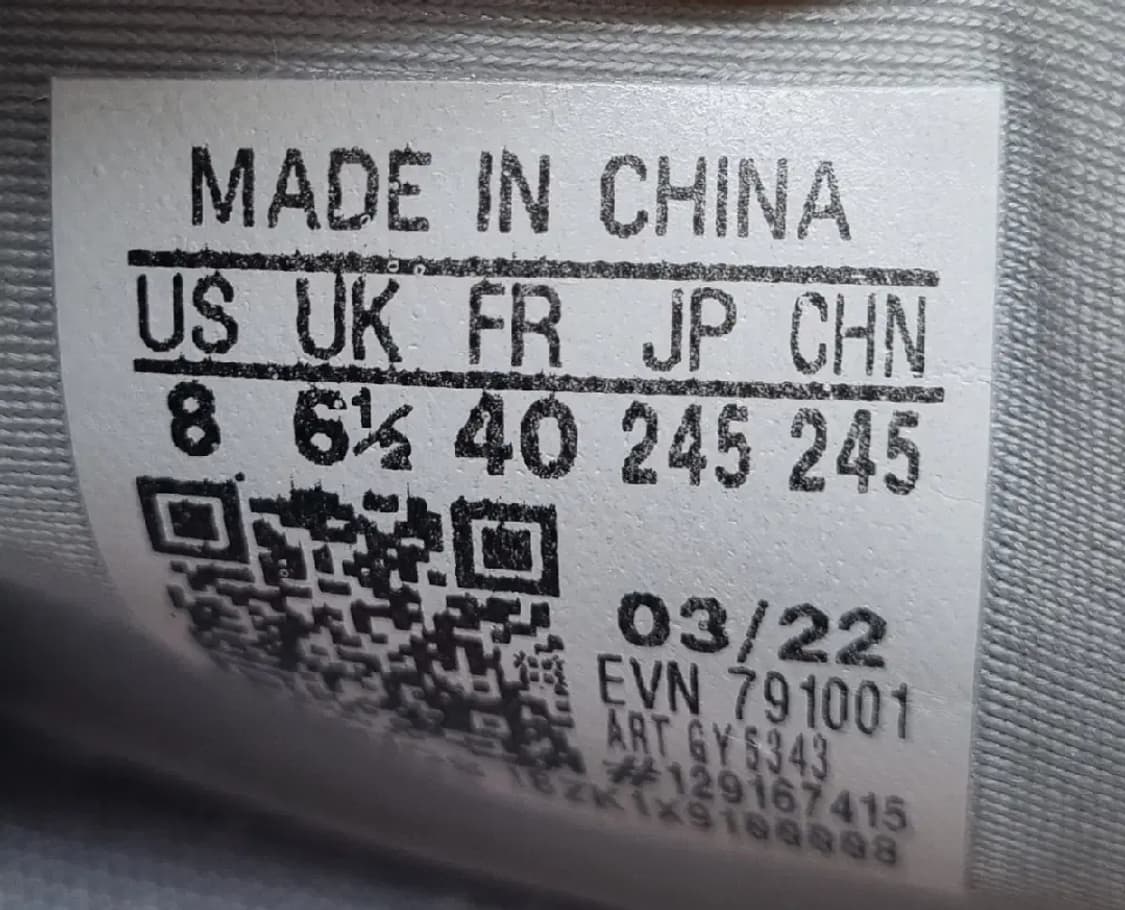 MADE IN CHINA
US UK FR JP CHN
8 6½ 40 245 245
03/22
EVN 791001
ART GY6343
#129167415